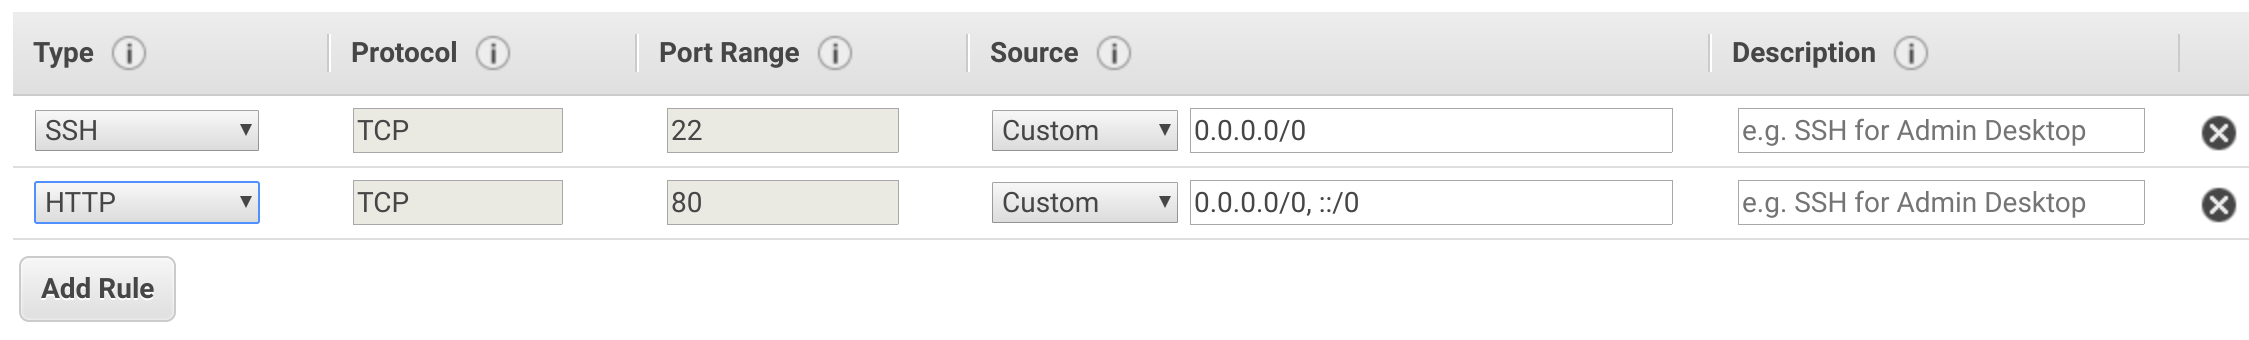 Type Protocol Port Range Source Description
SSH TCP 22 Custom 0.0.0.0/0 e.g. SSH for Admin Desktop
HTTP TCP 80 Custom 0.0.0.0/0, ::/0 e.g. SSH for Admin Desktop
Add Rule